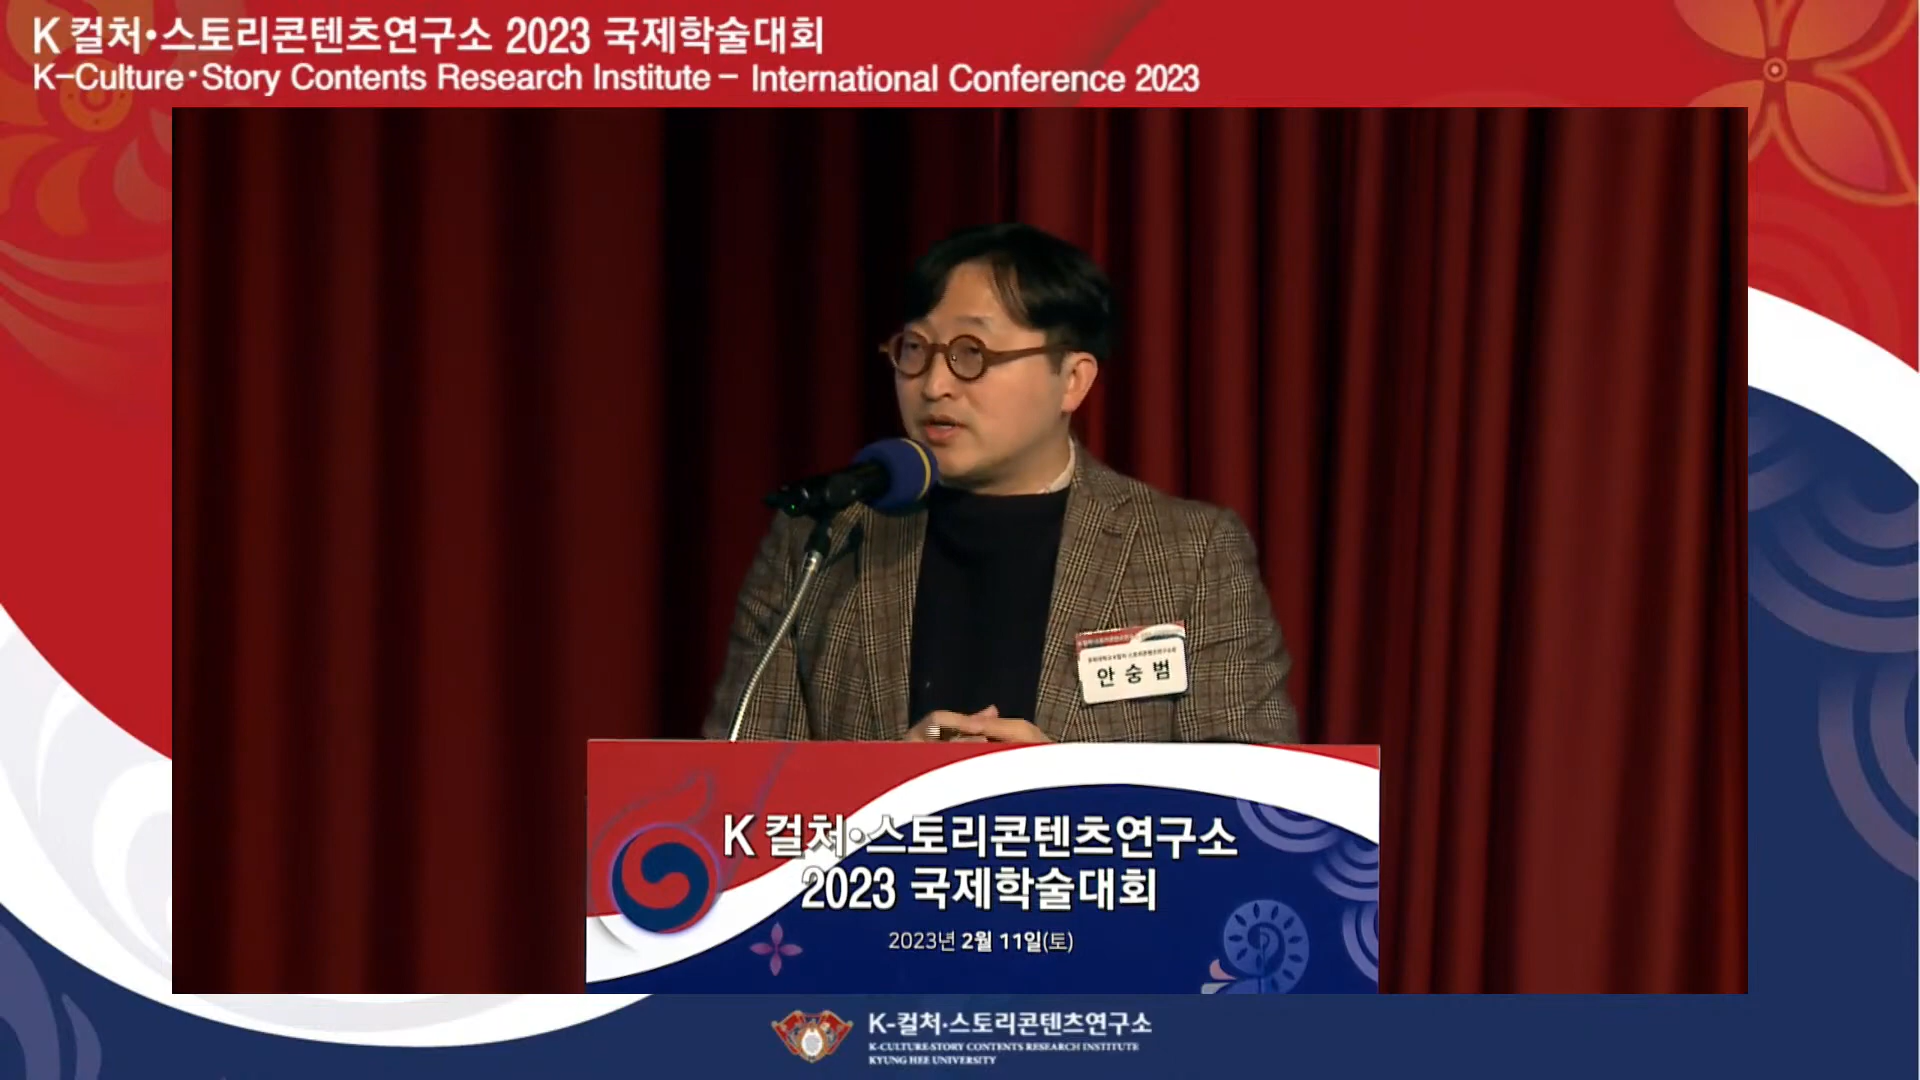 K 컬처•스토리콘텐츠연구소 2023 국제학술대회
K-Culture•Story Contents Research Institute - International Conference 2023
안 숭 범
K 컬처•스토리콘텐츠연구소
2023 국제학술대회
2023년 2월 11일(토)
K-컬처·스토리콘텐츠연구소
K-CULTURE·STORY CONTENTS RESEARCH INSTITUTE
KYUNG HEE UNIVERSITY